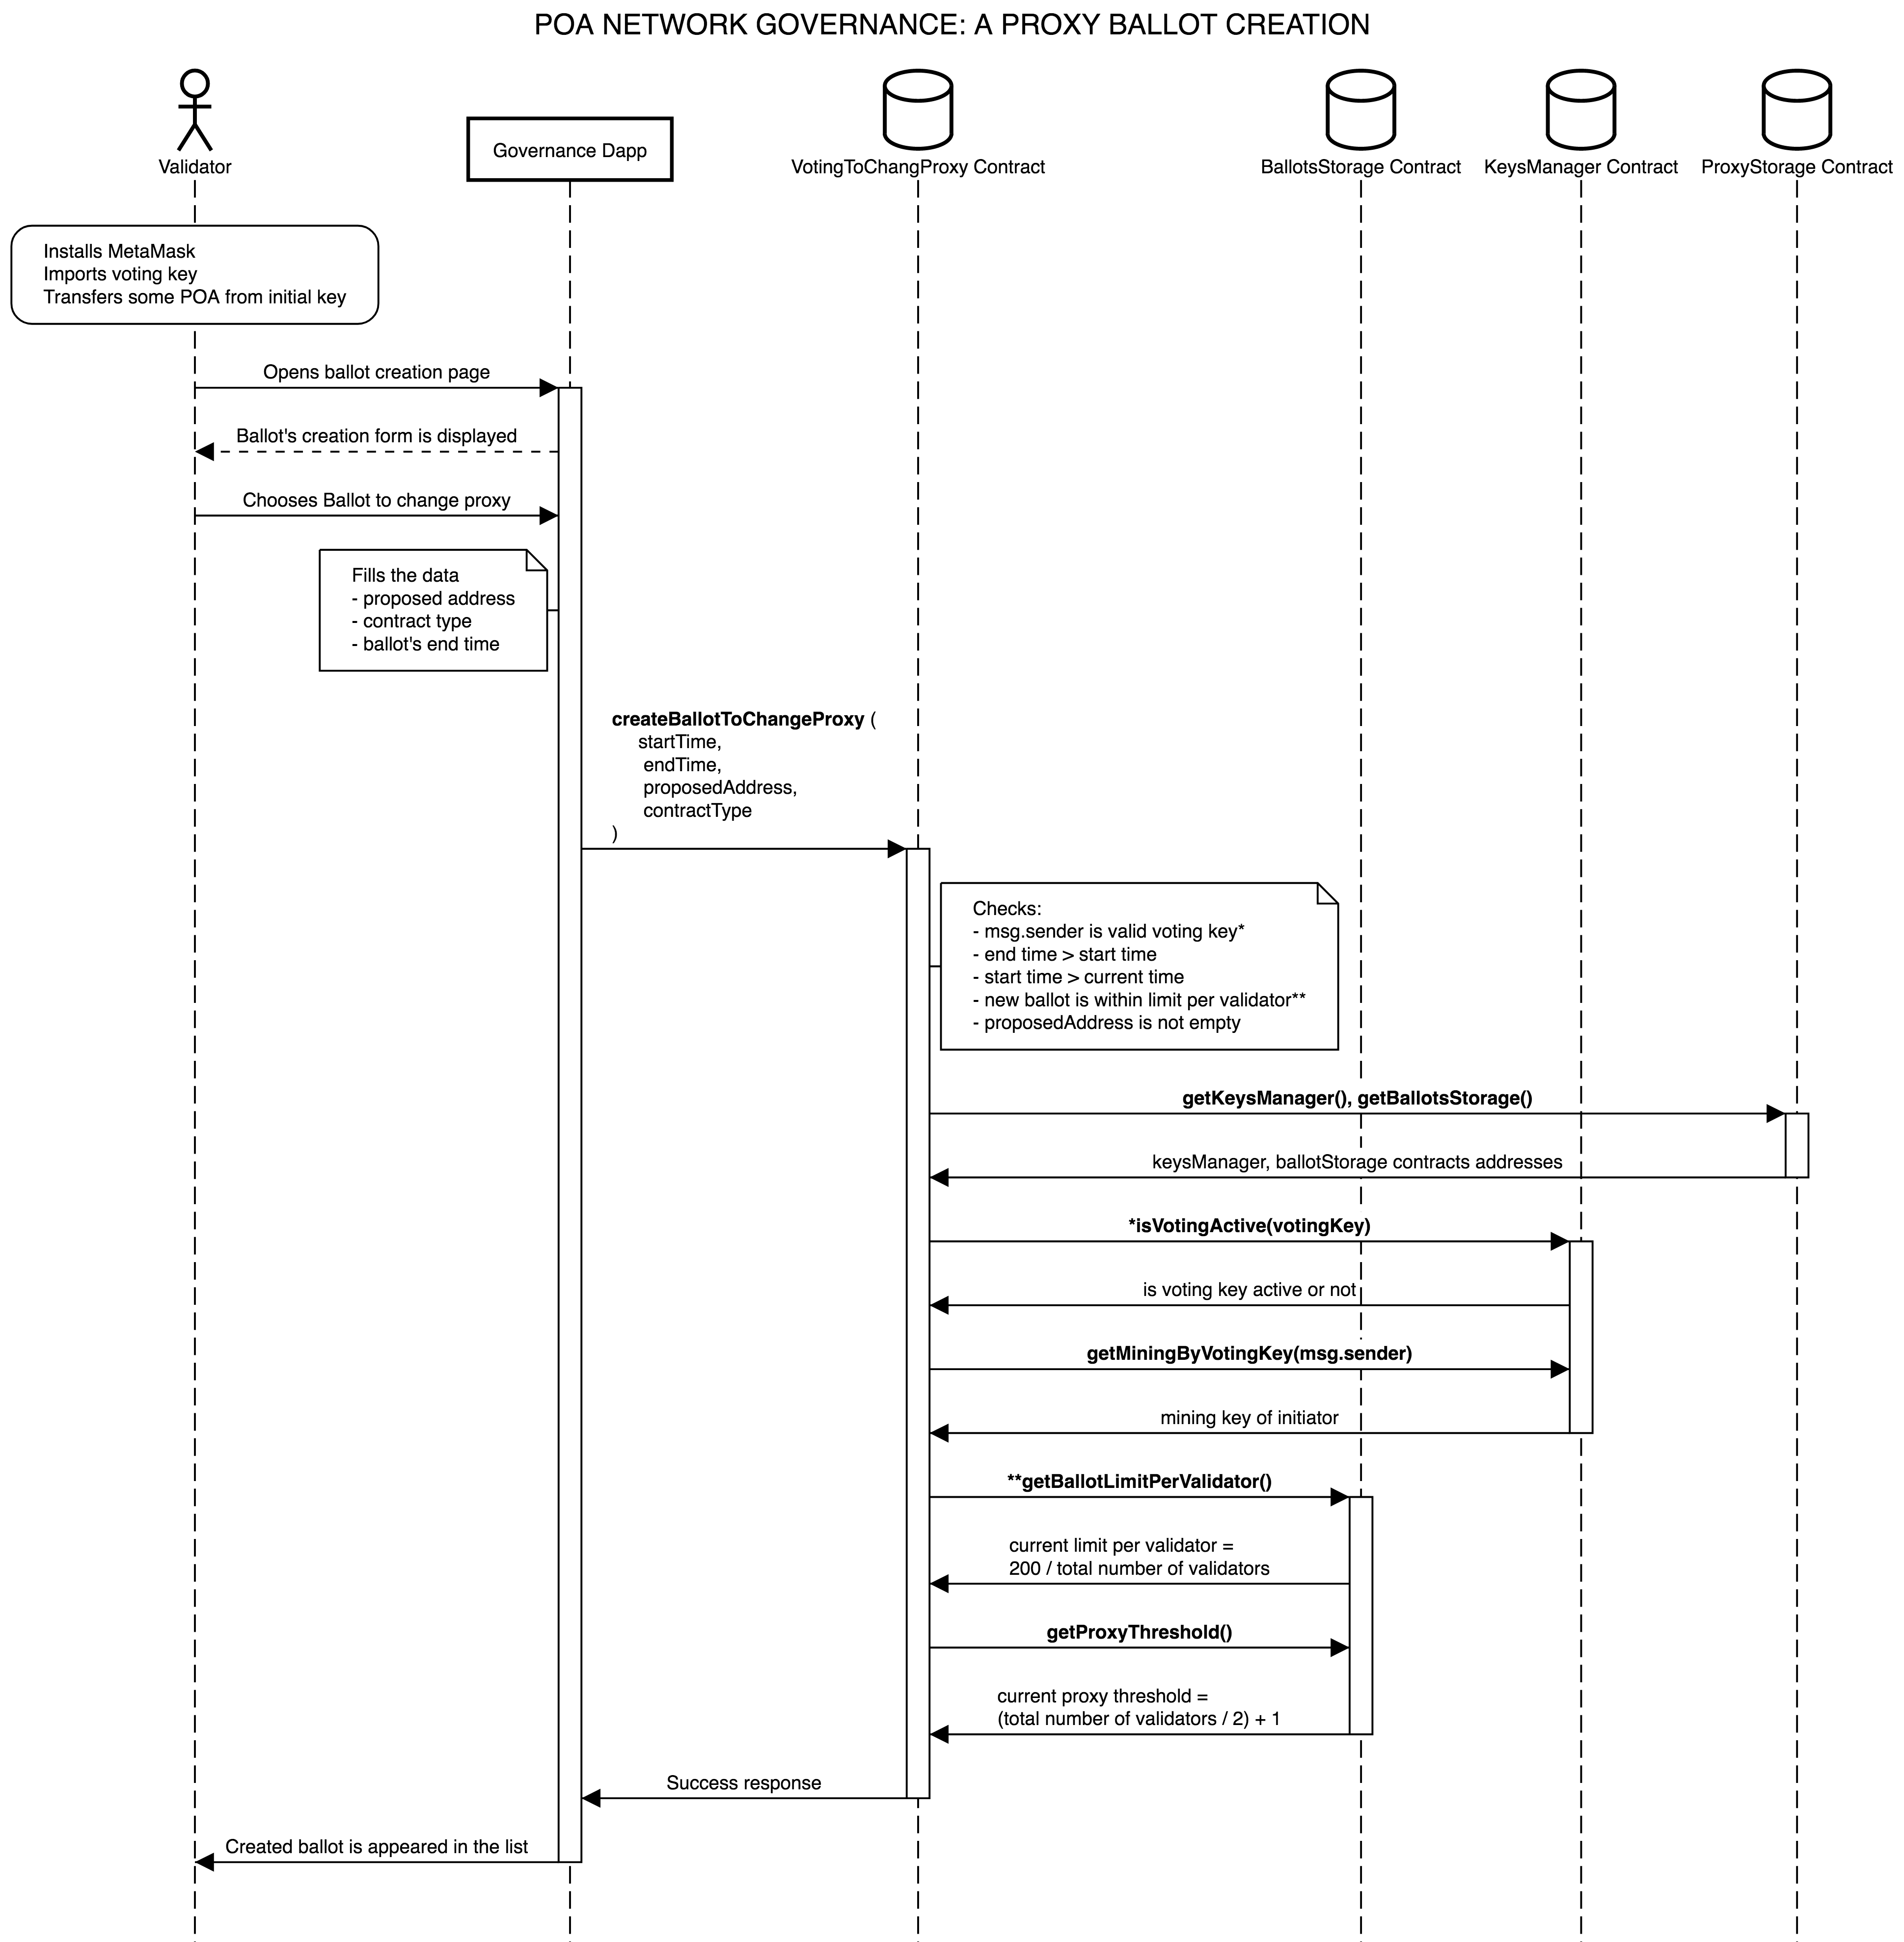 POA NETWORK GOVERNANCE: A PROXY BALLOT CREATION
Validator
Governance Dapp
VotingToChangProxy Contract
BallotsStorage Contract
KeysManager Contract
ProxyStorage Contract
Installs MetaMask
Imports voting key
Transfers some POA from initial key
Opens ballot creation page
Ballot's creation form is displayed
Chooses Ballot to change proxy
Fills the data
- proposed address
- contract type
- ballot's end time
createBallotToChangeProxy (
startTime,
endTime,
proposedAddress,
contractType
)
Checks:
- msg.sender is valid voting key*
- end time > start time
- start time > current time
- new ballot is within limit per validator**
- proposedAddress is not empty
getKeysManager(), getBallotsStorage()
keysManager, ballotStorage contracts addresses
*isVotingActive(votingKey)
is voting key active or not
getMiningByVotingKey(msg.sender)
mining key of initiator
**getBallotLimitPerValidator()
current limit per validator =
200 / total number of validators
getProxyThreshold()
current proxy threshold =
(total number of validators / 2) + 1
Success response
Created ballot is appeared in the list